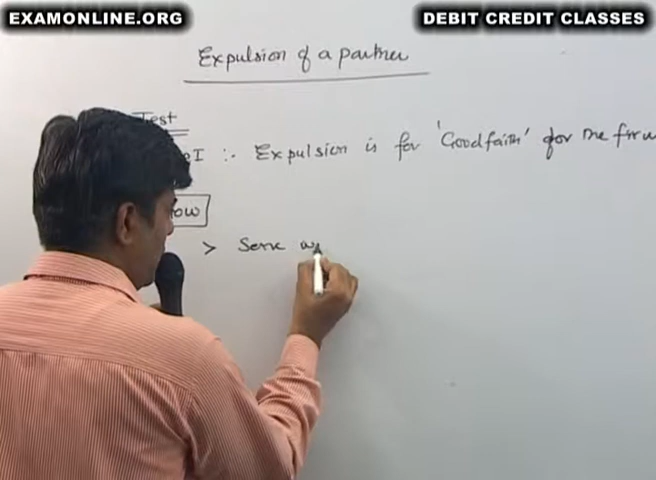 EXAMONLINE.ORG
DEBIT CREDIT CLASSES
Expulsion of a partner
Test
I :- Expulsion is for 'Goodfaith' for the firm
ow
> Serve